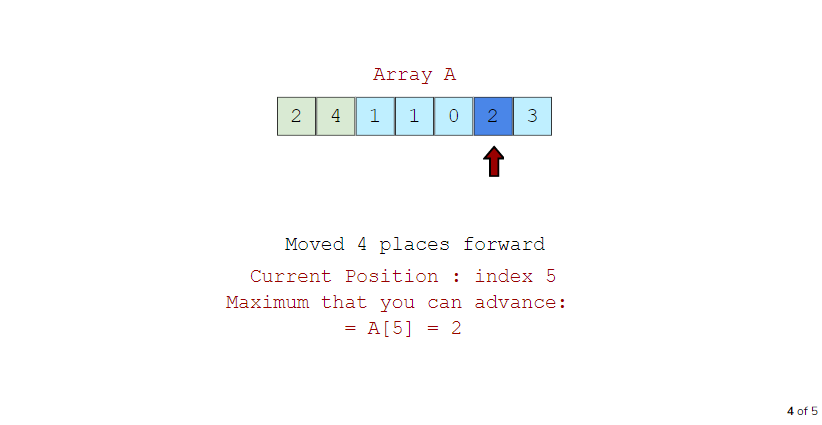 Array A
2 4 1 1 0 2 3
Moved 4 places forward
Current Position : index 5
Maximum that you can advance:
= A[5] = 2
4 of 5